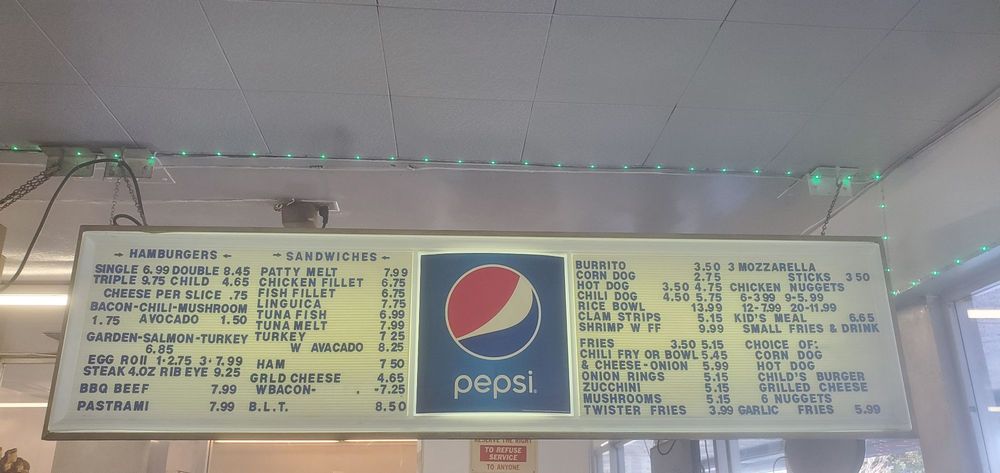 HAMBURGERS
SINGLE 6.99 DOUBLE 8.45
TRIPLE 9.75 CHILD 4.65
CHEESE PER SLICE .75
BACON-CHILI-MUSHROOM
1.75 AVOCADO 1.50
GARDEN-SALMON-TURKEY
6.85
EGG ROII 1·2.75 3·7.99
STEAK 4.0Z RIB EYE 9.25
BBQ BEEF 7.99
PASTRAMI 7.99
SANDWICHES
PATTY MELT 7.99
CHICKEN FILLET 6.75
FISH FILLET 6.75
LINGUICA 7.75
TUNA FISH 6.99
TUNA MELT 7.99
TURKEY 7 25
W AVACADO 8.25
HAM 7 50
GRLD CHEESE 4.65
WBACON- . -7.25
B.L.T. 8.50
pepsi.
BURRITO 3.50
CORN DOG 2.75
HOT DOG 3.50 4.75
CHILI DOG 4.50 5.75
RICE BOWL 13.99
CLAM STRIPS 5.15
SHRIMP W FF 9.99
FRIES 3.50 5.15
CHILI FRY OR BOWL 5.45
& CHEESE-ONION 5.99
ONION RINGS 5.15
ZUCCHINI 5.15
MUSHROOMS 5.15
TWISTER FRIES 3.99
3 MOZZARELLA
STICKS 3 50
CHICKEN NUGGETS
6-3 99 9-5.99
12-7.99 20-11.99
KID'S MEAL 6.65
SMALL FRIES & DRINK
CHOICE OF:
CORN DOG
HOT DOG
CHILD'S BURGER
GRILLED CHEESE
6 NUGGETS
GARLIC FRIES 5.99
RESERVE THE RIGHT
TO REFUSE
SERVICE
TO ANYONE